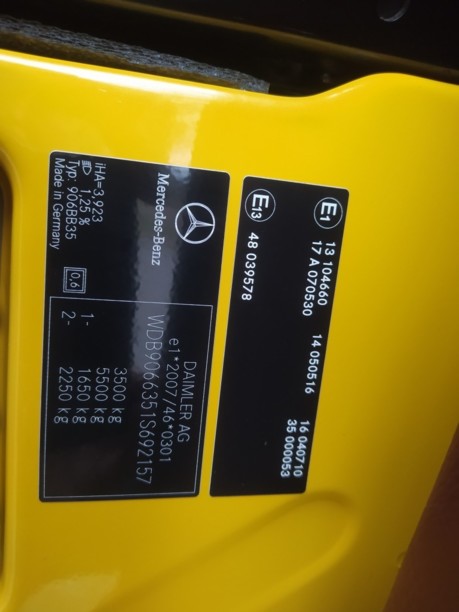 E1
13 104660
17 A 070530
14 050516
16 040710
35 000053
E13
48 039578
Mercedes-Benz
DAIMLER AG
e1*2007/46*0301
WDB9066351S692157
3500 kg
5500 kg
1- 1650 kg
2- 2250 kg
iHA=3,923
1,25 %
Typ: 906BB35
Made in Germany
0,6